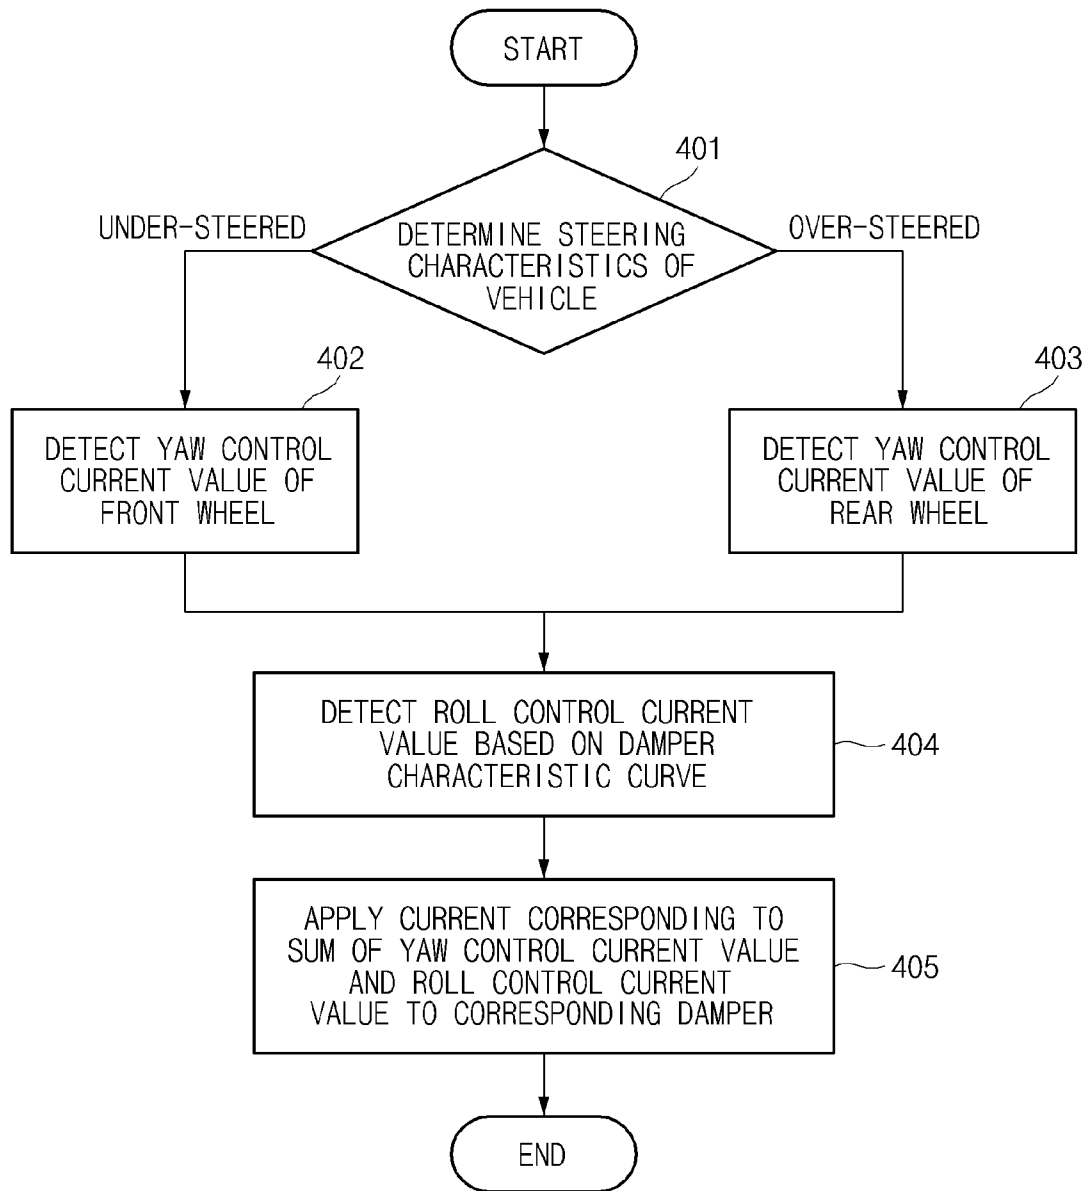 START
401
UNDER-STEERED
OVER-STEERED
DETERMINE STEERING
CHARACTERISTICS OF
VEHICLE
402
403
DETECT YAW CONTROL
CURRENT VALUE OF
FRONT WHEEL
DETECT YAW CONTROL
CURRENT VALUE OF
REAR WHEEL
DETECT ROLL CONTROL CURRENT
VALUE BASED ON DAMPER
CHARACTERISTIC CURVE
404
APPLY CURRENT CORRESPONDING TO
SUM OF YAW CONTROL CURRENT VALUE
AND ROLL CONTROL CURRENT
VALUE TO CORRESPONDING DAMPER
405
END